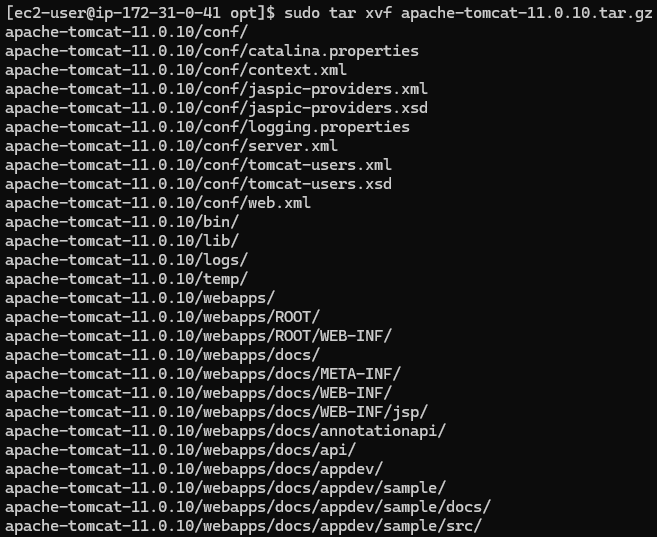 [ec2-user@ip-172-31-0-41 opt]$ sudo tar xvf apache-tomcat-11.0.10.tar.gz
apache-tomcat-11.0.10/conf/
apache-tomcat-11.0.10/conf/catalina.properties
apache-tomcat-11.0.10/conf/context.xml
apache-tomcat-11.0.10/conf/jaspic-providers.xml
apache-tomcat-11.0.10/conf/jaspic-providers.xsd
apache-tomcat-11.0.10/conf/logging.properties
apache-tomcat-11.0.10/conf/server.xml
apache-tomcat-11.0.10/conf/tomcat-users.xml
apache-tomcat-11.0.10/conf/tomcat-users.xsd
apache-tomcat-11.0.10/conf/web.xml
apache-tomcat-11.0.10/bin/
apache-tomcat-11.0.10/lib/
apache-tomcat-11.0.10/logs/
apache-tomcat-11.0.10/temp/
apache-tomcat-11.0.10/webapps/
apache-tomcat-11.0.10/webapps/ROOT/
apache-tomcat-11.0.10/webapps/ROOT/WEB-INF/
apache-tomcat-11.0.10/webapps/docs/
apache-tomcat-11.0.10/webapps/docs/META-INF/
apache-tomcat-11.0.10/webapps/docs/WEB-INF/
apache-tomcat-11.0.10/webapps/docs/WEB-INF/jsp/
apache-tomcat-11.0.10/webapps/docs/annotationapi/
apache-tomcat-11.0.10/webapps/docs/api/
apache-tomcat-11.0.10/webapps/docs/appdev/
apache-tomcat-11.0.10/webapps/docs/appdev/sample/
apache-tomcat-11.0.10/webapps/docs/appdev/sample/docs/
apache-tomcat-11.0.10/webapps/docs/appdev/sample/src/